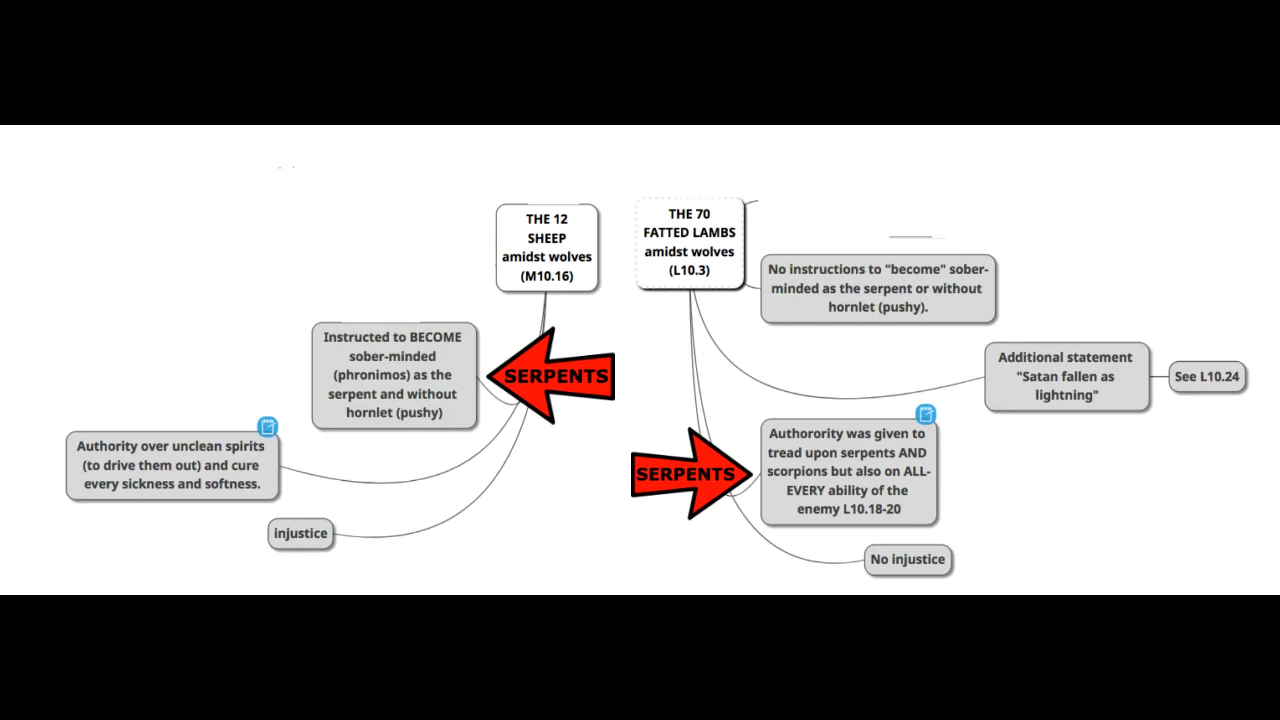 THE 12
SHEEP
amidst wolves
(M10.16)
Instructed to BECOME
sober-minded
(phronimos) as the
serpent and without
hornlet (pushy)
SERPENTS
Authority over unclean spirits
(to drive them out) and cure
every sickness and softness.
injustice
THE 70
FATTED LAMBS
amidst wolves
(L10.3)
No instructions to "become" sober-
minded as the serpent or without
hornlet (pushy).
Additional statement
"Satan fallen as
lightning"
See L10.24
SERPENTS
Authorority was given to
tread upon serpents AND
scorpions but also on ALL-
EVERY ability of the
enemy L10.18-20
No injustice